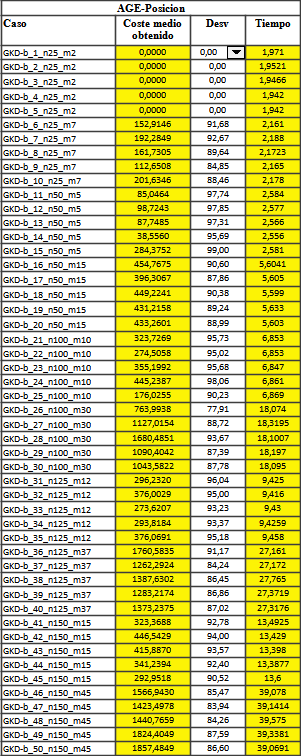 AGE-Posicion
Caso Coste medio obtenido Desv Tiempo
GKD-b_1_n25_m2 0,0000 0,00 1,971
GKD-b_2_n25_m2 0,0000 0,00 1,9521
GKD-b_3_n25_m2 0,0000 0,00 1,9466
GKD-b_4_n25_m2 0,0000 0,00 1,942
GKD-b_5_n25_m2 0,0000 0,00 1,942
GKD-b_6_n25_m7 152,9146 91,68 2,161
GKD-b_7_n25_m7 192,2849 92,67 2,188
GKD-b_8_n25_m7 161,7305 89,64 2,1723
GKD-b_9_n25_m7 112,6508 84,85 2,165
GKD-b_10_n25_m7 201,6346 88,46 2,178
GKD-b_11_n50_m5 85,0464 97,74 2,584
GKD-b_12_n50_m5 98,7243 97,85 2,577
GKD-b_13_n50_m5 87,7485 97,31 2,566
GKD-b_14_n50_m5 38,5560 95,69 2,556
GKD-b_15_n50_m5 284,3752 99,00 2,581
GKD-b_16_n50_m15 454,7675 90,60 5,6041
GKD-b_17_n50_m15 396,3067 87,86 5,605
GKD-b_18_n50_m15 449,2241 90,38 5,599
GKD-b_19_n50_m15 431,2158 89,24 5,633
GKD-b_20_n50_m15 433,2601 88,99 5,603
GKD-b_21_n100_m10 323,7269 95,73 6,853
GKD-b_22_n100_m10 274,5058 95,02 6,853
GKD-b_23_n100_m10 355,1992 95,68 6,847
GKD-b_24_n100_m10 445,2387 98,06 6,861
GKD-b_25_n100_m10 176,0255 90,23 6,869
GKD-b_26_n100_m30 763,9938 77,91 18,074
GKD-b_27_n100_m30 1127,0154 88,72 18,3195
GKD-b_28_n100_m30 1680,4851 93,67 18,1007
GKD-b_29_n100_m30 1090,4042 87,39 18,197
GKD-b_30_n100_m30 1043,5822 87,78 18,095
GKD-b_31_n125_m12 296,2320 96,04 9,425
GKD-b_32_n125_m12 376,0029 95,00 9,416
GKD-b_33_n125_m12 273,6207 93,23 9,43
GKD-b_34_n125_m12 293,8184 93,37 9,4259
GKD-b_35_n125_m12 376,0691 95,18 9,458
GKD-b_36_n125_m37 1760,5835 91,17 27,161
GKD-b_37_n125_m37 1262,2924 84,24 27,172
GKD-b_38_n125_m37 1387,6302 86,45 27,765
GKD-b_39_n125_m37 1283,2174 86,86 27,3719
GKD-b_40_n125_m37 1373,2375 87,02 27,3176
GKD-b_41_n150_m15 323,3688 92,78 13,4925
GKD-b_42_n150_m15 446,5429 94,00 13,429
GKD-b_43_n150_m15 415,8870 93,57 13,398
GKD-b_44_n150_m15 341,2394 92,40 13,3877
GKD-b_45_n150_m15 292,9518 90,52 13,6
GKD-b_46_n150_m45 1566,9430 85,47 39,078
GKD-b_47_n150_m45 1423,4978 83,94 39,1414
GKD-b_48_n150_m45 1440,7659 84,26 39,575
GKD-b_49_n150_m45 1824,4049 87,59 39,3381
GKD-b_50_n150_m45 1857,4849 86,60 39,0691